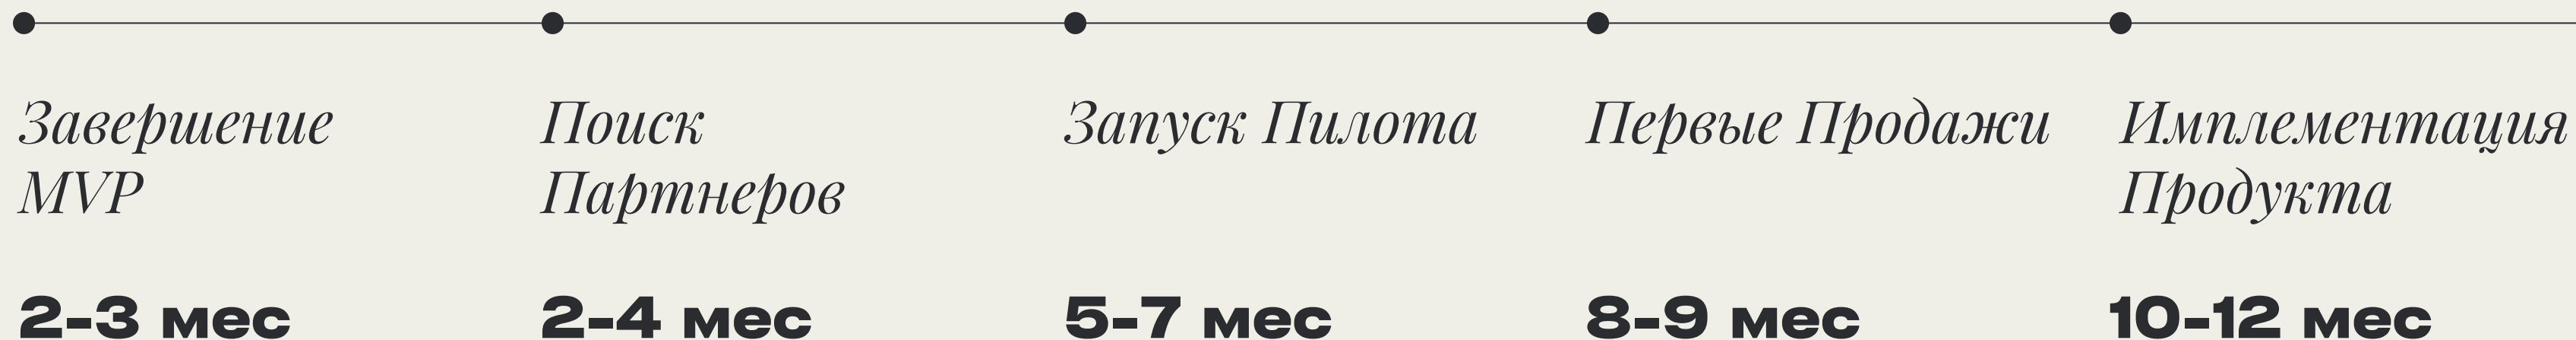 Завершение
MVP
2-3 мес
Поиск
Партнеров
2-4 мес
Запуск Пилота
5-7 мес
Первые Продажи
8-9 мес
Имплементация
Продукта
10-12 мес